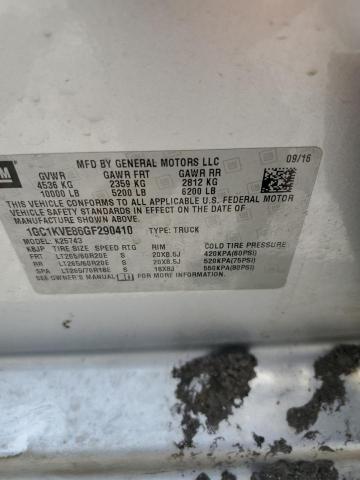 GM
MFD BY GENERAL MOTORS LLC 09/16
GVWR GAWR FRT GAWR RR
4536 KG 2359 KG 2812 KG
10000 LB 5200 LB 6200 LB
THIS VEHICLE CONFORMS TO ALL APPLICABLE U.S. FEDERAL
MOTOR VEHICLE SAFETY STANDARDS IN EFFECT ON THE DATE OF
MANUFACTURE SHOWN ABOVE.
1GC1KVE86GF290410 TYPE: TRUCK
MODEL: K25743
KBJP TIRE SIZE SPEED RTG RIM COLD TIRE PRESSURE
FRT LT265/60R20E S 20X8.5J 420KPA(60PSI)
RR LT265/60R20E S 20X8.5J 520KPA(75PSI)
SPA LT265/70R18E S 18X8J 550KPA(80PSI)
SEE OWNER'S MANUAL FOR ADDITIONAL INFORMATION.